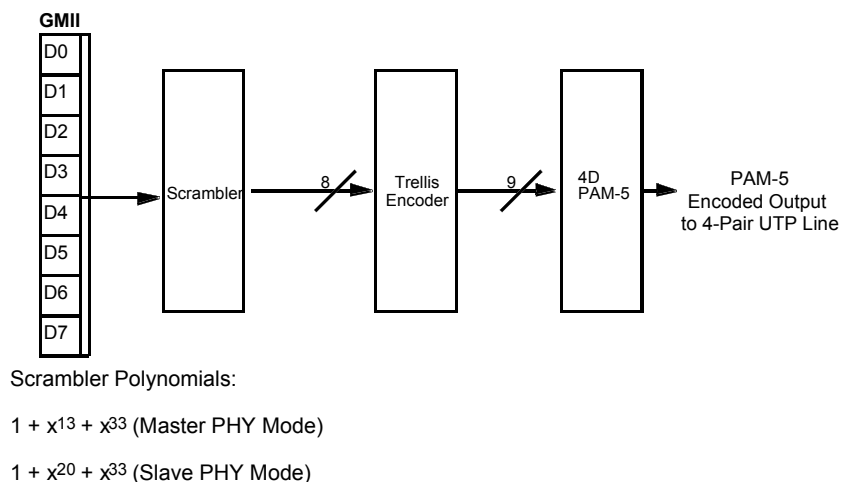 GMII
D0
D1
D2
D3
D4
D5
D6
D7
Scrambler
8
Trellis
Encoder
9
4D
PAM-5
PAM-5
Encoded Output
to 4-Pair UTP Line
Scrambler Polynomials:
1 + x13 + x33 (Master PHY Mode)
1 + x20 + x33 (Slave PHY Mode)